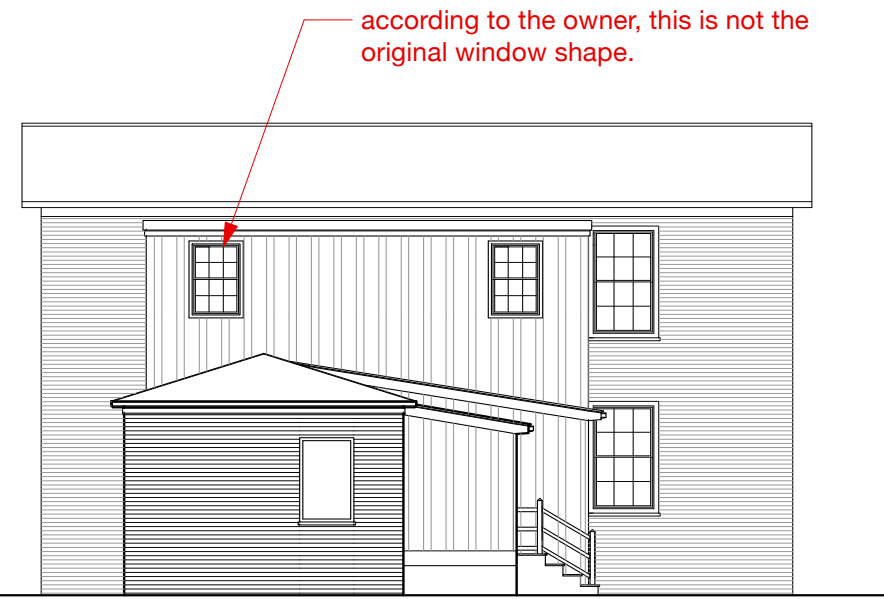 according to the owner, this is not the
original window shape.